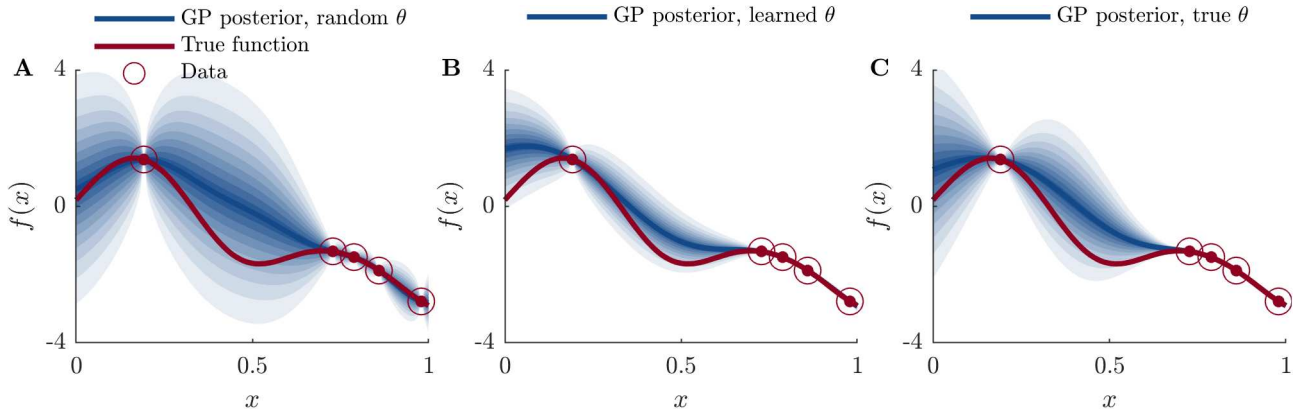 GP posterior, random θ
True function
Data
GP posterior, learned θ
GP posterior, true θ
A
4
0
-4
f(x)
0
0.5
1
x
B
4
0
-4
f(x)
0
0.5
1
x
C
4
0
-4
f(x)
0
0.5
1
x